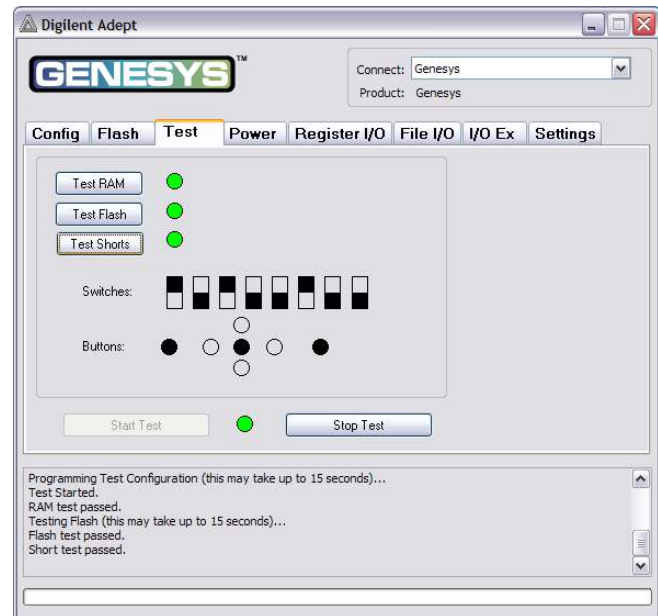 Digilent Adept
GENESYS™
Connect: Genesys
Product: Genesys
Config Flash Test Power Register I/O File I/O I/O Ex Settings
Test RAM
Test Flash
Test Shorts
Switches:
Buttons:
Start Test Stop Test
Programming Test Configuration (this may take up to 15 seconds)...
Test Started.
RAM test passed.
Testing Flash (this may take up to 15 seconds)...
Flash test passed.
Short test passed.